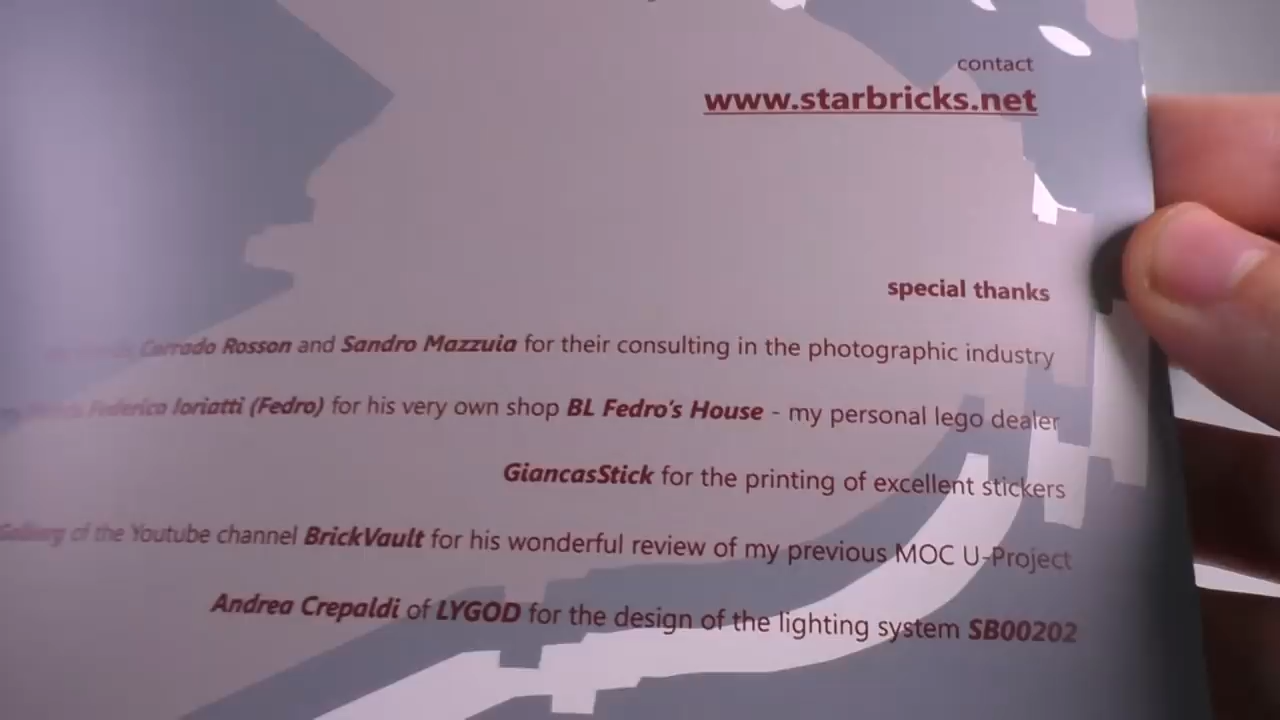 contact
www.starbricks.net
special thanks
Corrado Rosson and Sandro Mazzuia for their consulting in the photographic industry
Federico Ioriatti (Fedro) for his very own shop BL Fedro's House - my personal lego dealer
GiancasStick for the printing of excellent stickers
of the Youtube channel BrickVault for his wonderful review of my previous MOC U-Project
Andrea Crepaldi of LYGOD for the design of the lighting system SB00202